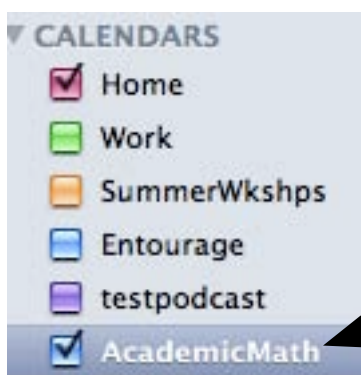 CALENDARS
Home
Work
SummerWkshps
Entourage
testpodcast
AcademicMath